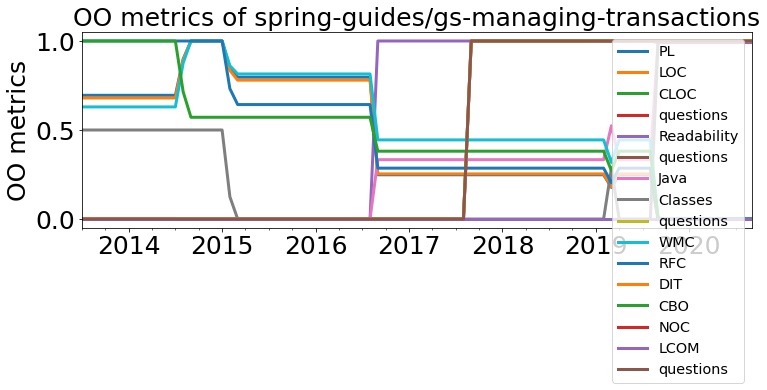 OO metrics of spring-guides/gs-managing-transactions
OO metrics
1.0
0.5
0.0
2014 2015 2016 2017 2018 2019 2020
PL
LOC
CLOC
questions
Readability
questions
Java
Classes
questions
WMC
RFC
DIT
CBO
NOC
LCOM
questions